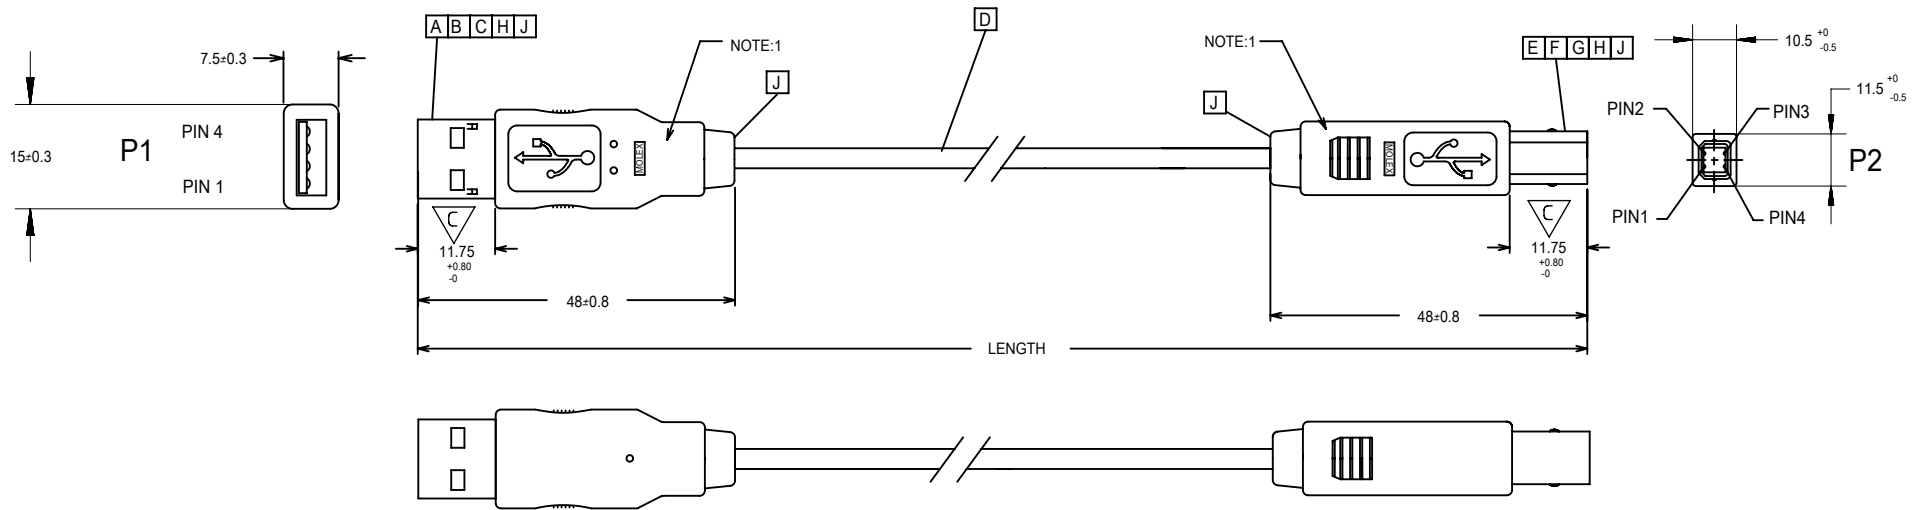 A B C H J
D
NOTE:1
NOTE:1
E F G H J
7.5±0.3
10.5 +0 -0.5
J
J
11.5 +0 -0.5
PIN2
PIN3
PIN 4
P1
15±0.3
PIN 1
MOLEX
MOLEX
P2
PIN1
PIN4
C
C
11.75
+0.80
-0
11.75
+0.80
-0
48±0.8
48±0.8
LENGTH